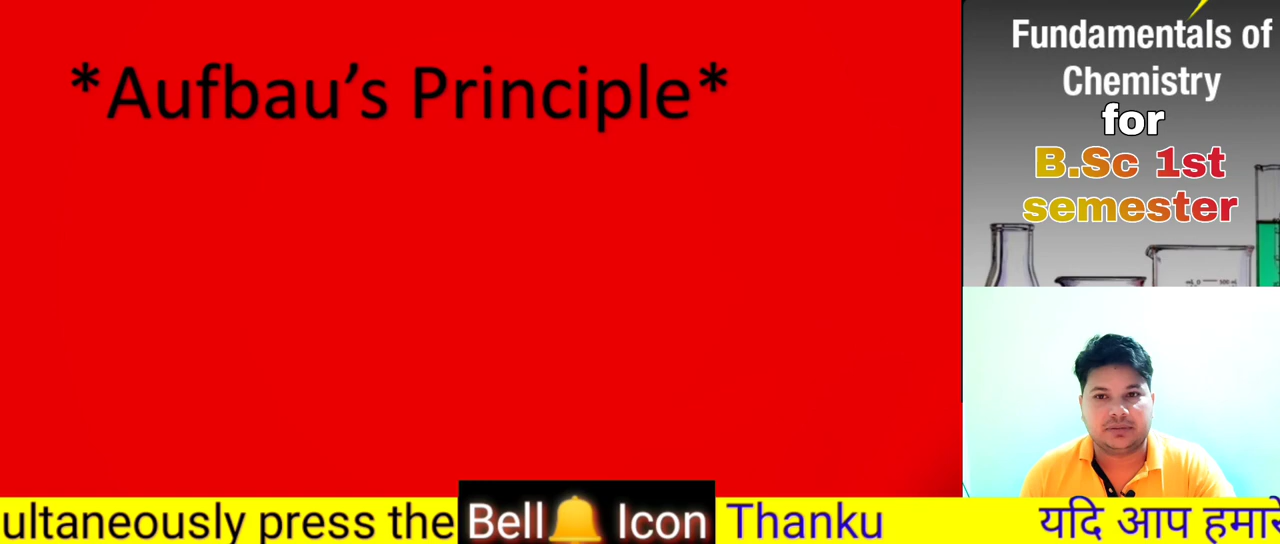 *Aufbau’s Principle*
Fundamentals of
Chemistry
for
B.Sc 1st
semester
ultaneously press the Bell Icon Thanku यदि आप हमारे